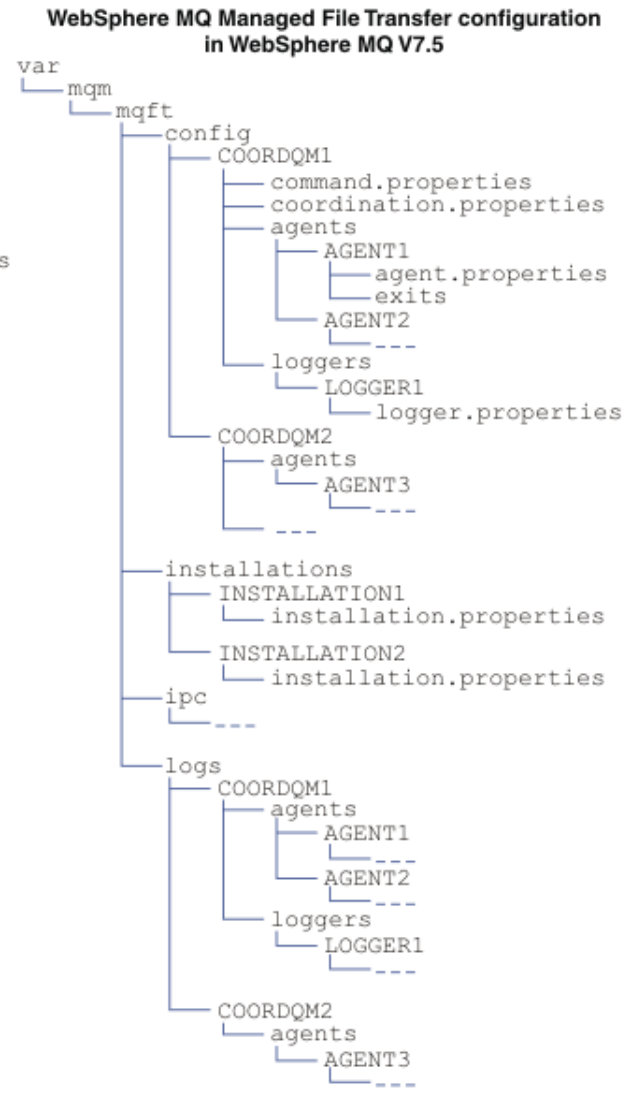 WebSphere MQ Managed File Transfer configuration
in WebSphere MQ V7.5
var
mqm
mqft
config
COORDQM1
command.properties
coordination.properties
agents
s
AGENT1
agent.properties
exits
AGENT2
---
loggers
LOGGER1
logger.properties
COORDQM2
agents
AGENT3
---
---
installations
INSTALLATION1
installation.properties
INSTALLATION2
installation.properties
ipc
---
logs
COORDQM1
agents
AGENT1
---
AGENT2
---
loggers
LOGGER1
---
COORDQM2
agents
AGENT3
---